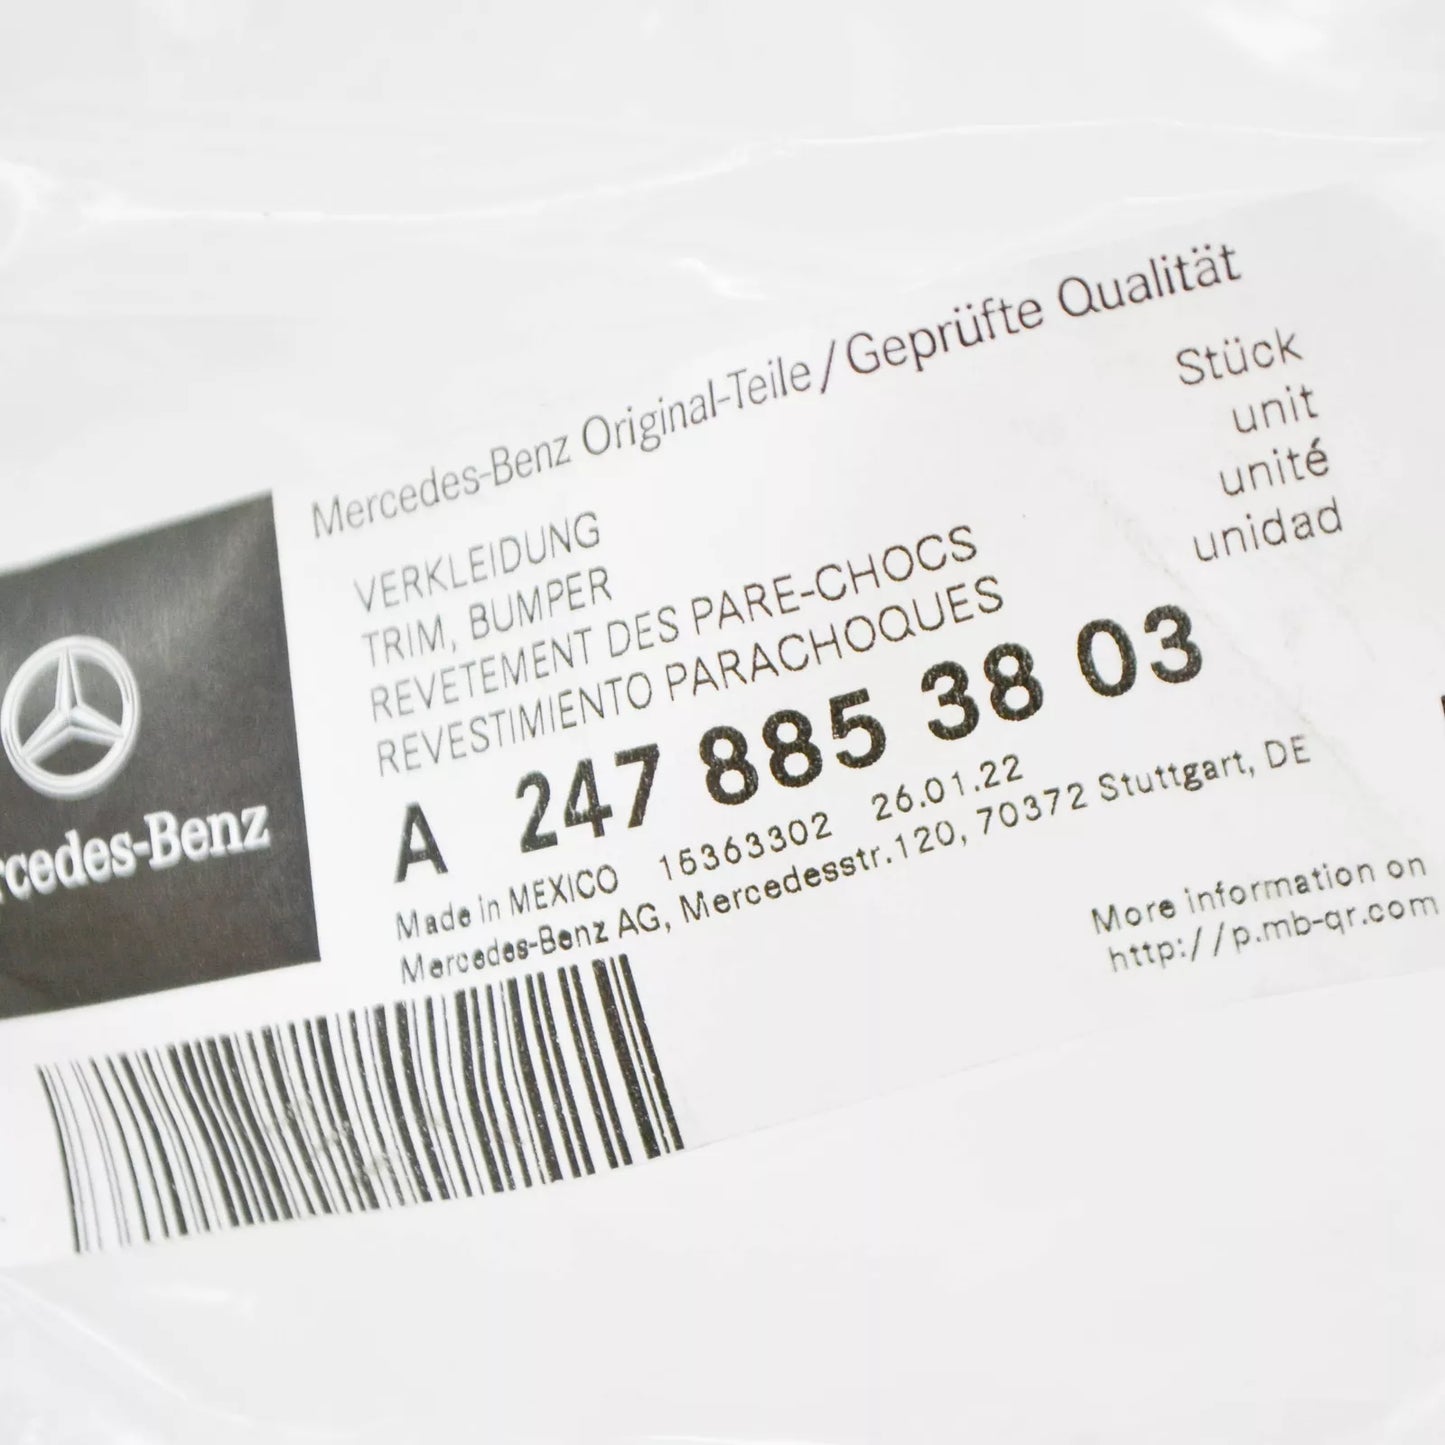 Mercedes-Benz Original-Teile/Geprüfte Qualität
Stück
unit
unité
unidad
VERKLEIDUNG
TRIM, BUMPER
REVETEMENT DES PARE-CHOCS
REVESTIMIENTO PARACHOQUES
A 247 885 38 03
Made in MEXICO 15363302 26.01.22
Mercedes-Benz AG, Mercedesstr.120, 70372 Stuttgart, DE
More information on
http://p.mb-qr.com
rcedes-Benz